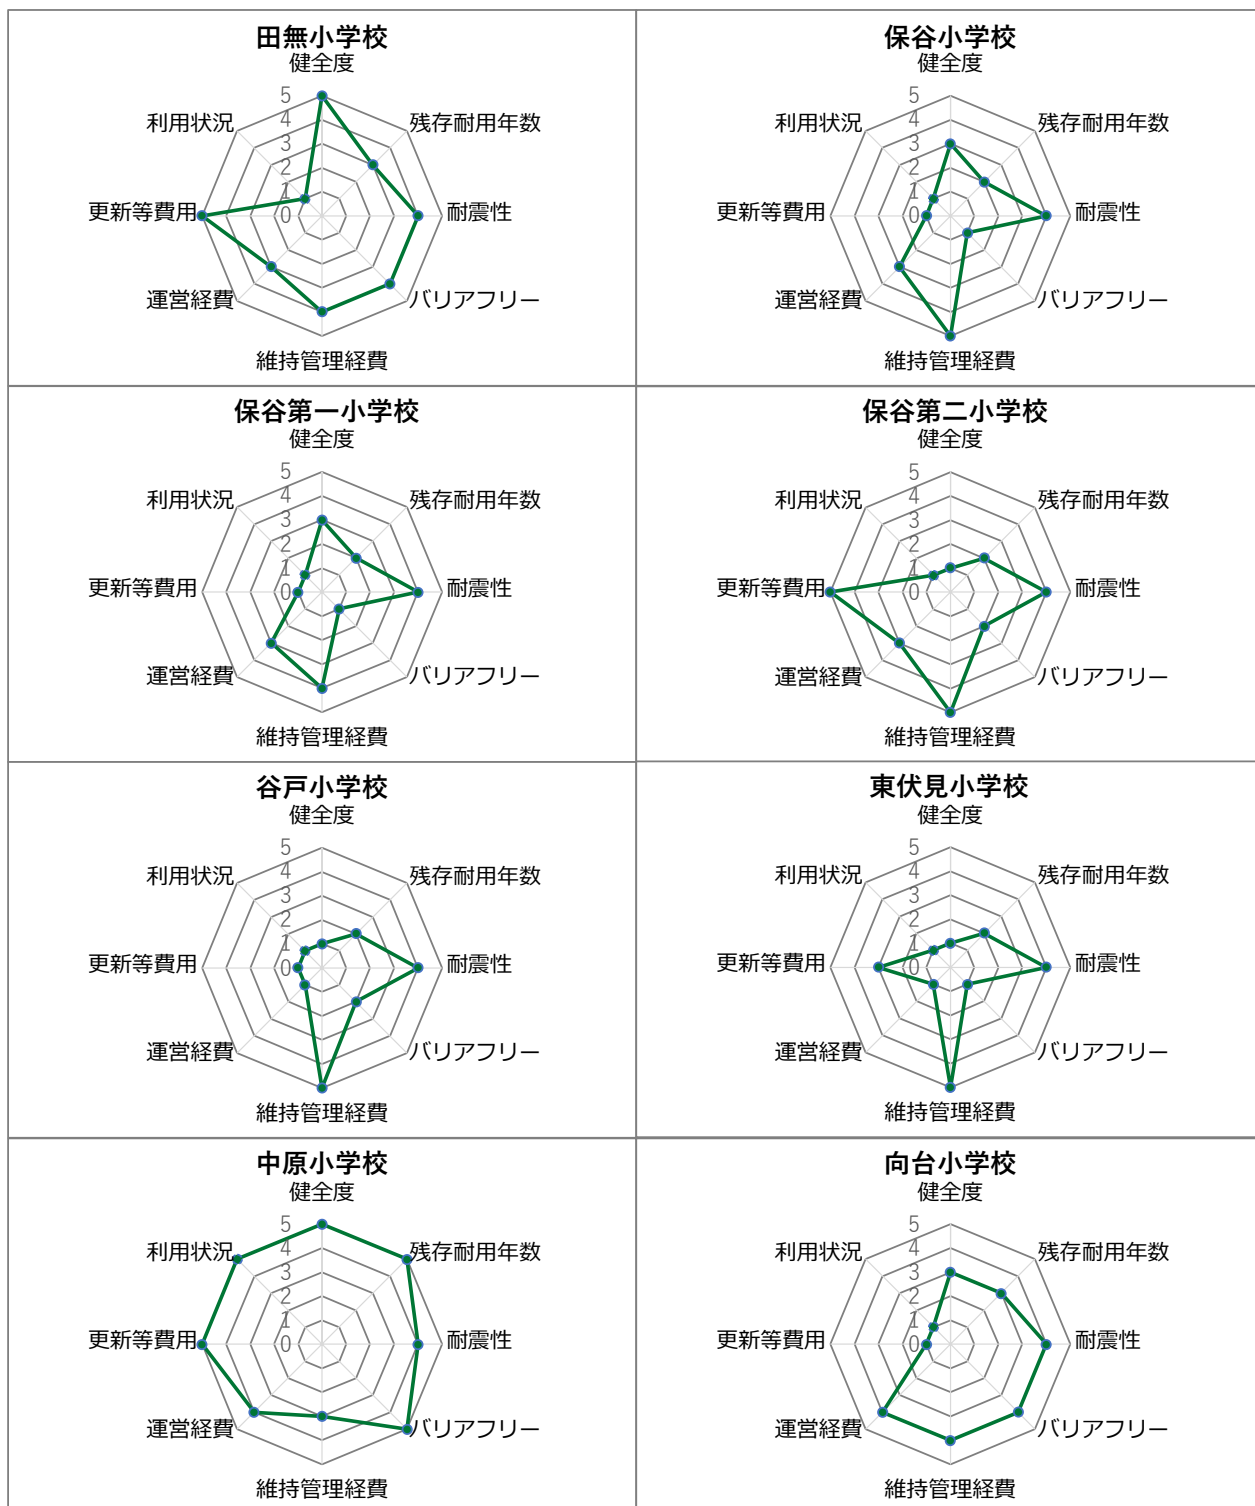 田無小学校
健全度
残存耐用年数
耐震性
バリアフリー
維持管理経費
運営経費
更新等費用
利用状況
5
4
3
2
1
0
保谷小学校
健全度
残存耐用年数
耐震性
バリアフリー
維持管理経費
運営経費
更新等費用
利用状況
5
4
3
2
1
0
保谷第一小学校
健全度
残存耐用年数
耐震性
バリアフリー
維持管理経費
運営経費
更新等費用
利用状況
5
4
3
2
1
0
保谷第二小学校
健全度
残存耐用年数
耐震性
バリアフリー
維持管理経費
運営経費
更新等費用
利用状況
5
4
3
2
1
0
谷戸小学校
健全度
残存耐用年数
耐震性
バリアフリー
維持管理経費
運営経費
更新等費用
利用状況
5
4
3
2
1
0
東伏見小学校
健全度
残存耐用年数
耐震性
バリアフリー
維持管理経費
運営経費
更新等費用
利用状況
5
4
3
2
1
0
中原小学校
健全度
残存耐用年数
耐震性
バリアフリー
維持管理経費
運営経費
更新等費用
利用状況
5
4
3
2
1
0
向台小学校
健全度
残存耐用年数
耐震性
バリアフリー
維持管理経費
運営経費
更新等費用
利用状況
5
4
3
2
1
0